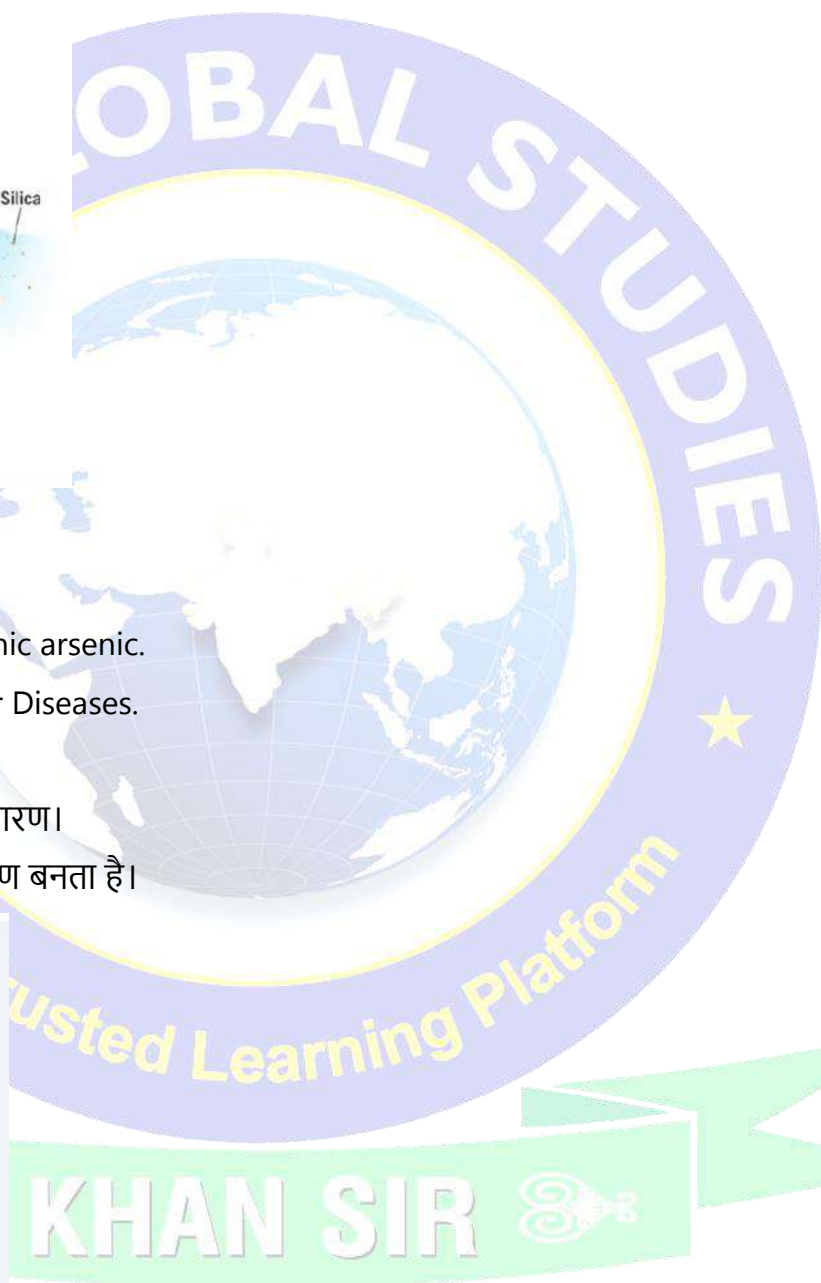 OBAL STUDIES
Silica
nic arsenic.
r Diseases.
ारण।
ण बनता है।
usted Learning Platform
KHAN SIR